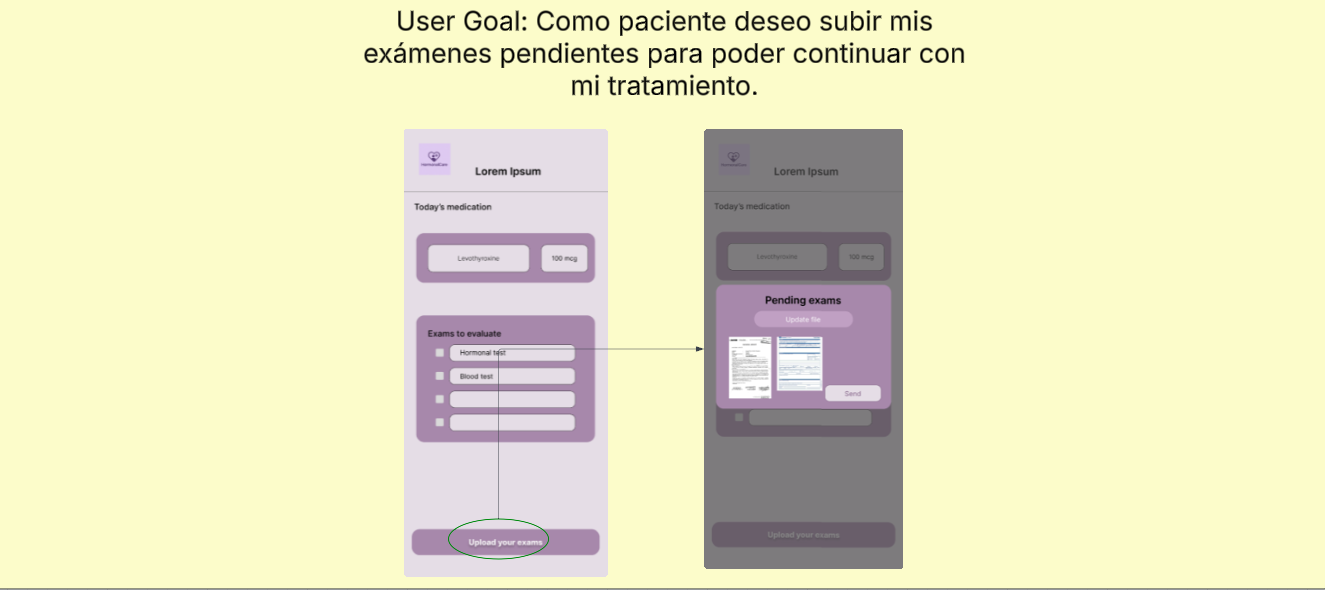 User Goal: Como paciente deseo subir mis
exámenes pendientes para poder continuar con
mi tratamiento.
HormonalCare
Lorem Ipsum
Today's medication
Levothyroxine
100 mcg
Exams to evaluate
Hormonal test
Blood test
Upload your exams
HormonalCare
Lorem Ipsum
Today's medication
Levothyroxine
100 mcg
Pending exams
Update file
Send
Upload your exams